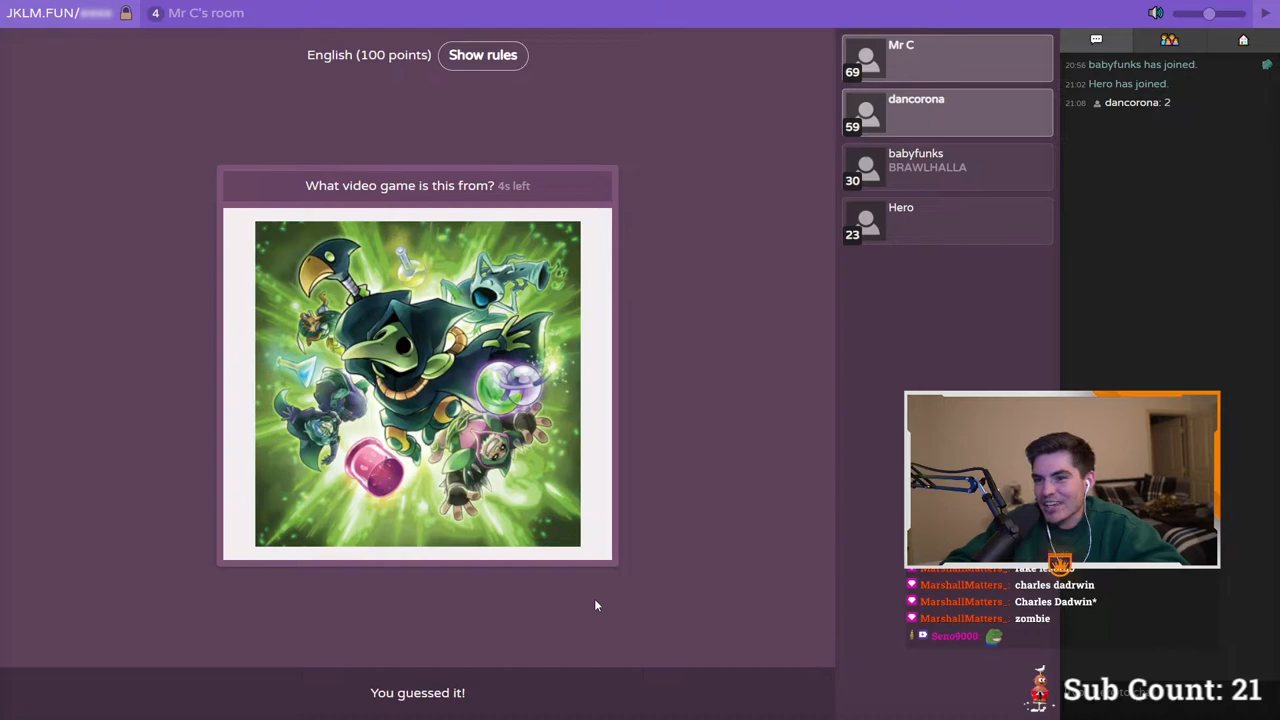 JKLM.FUN/
4 Mr C's room
English (100 points) Show rules
What video game is this from? 4s left
You guessed it!
Mr C
69
dancorona
59
babyfunks
BRAWLHALLA
30
Hero
23
20:56 babyfunks has joined.
21:02 Hero has joined.
21:08 dancorona: 2
MarshallMatters_:
MarshallMatters_: charles dadrwin
MarshallMatters_: Charles Dadwin*
MarshallMatters_: zombie
Seno9000:
Sub Count: 21